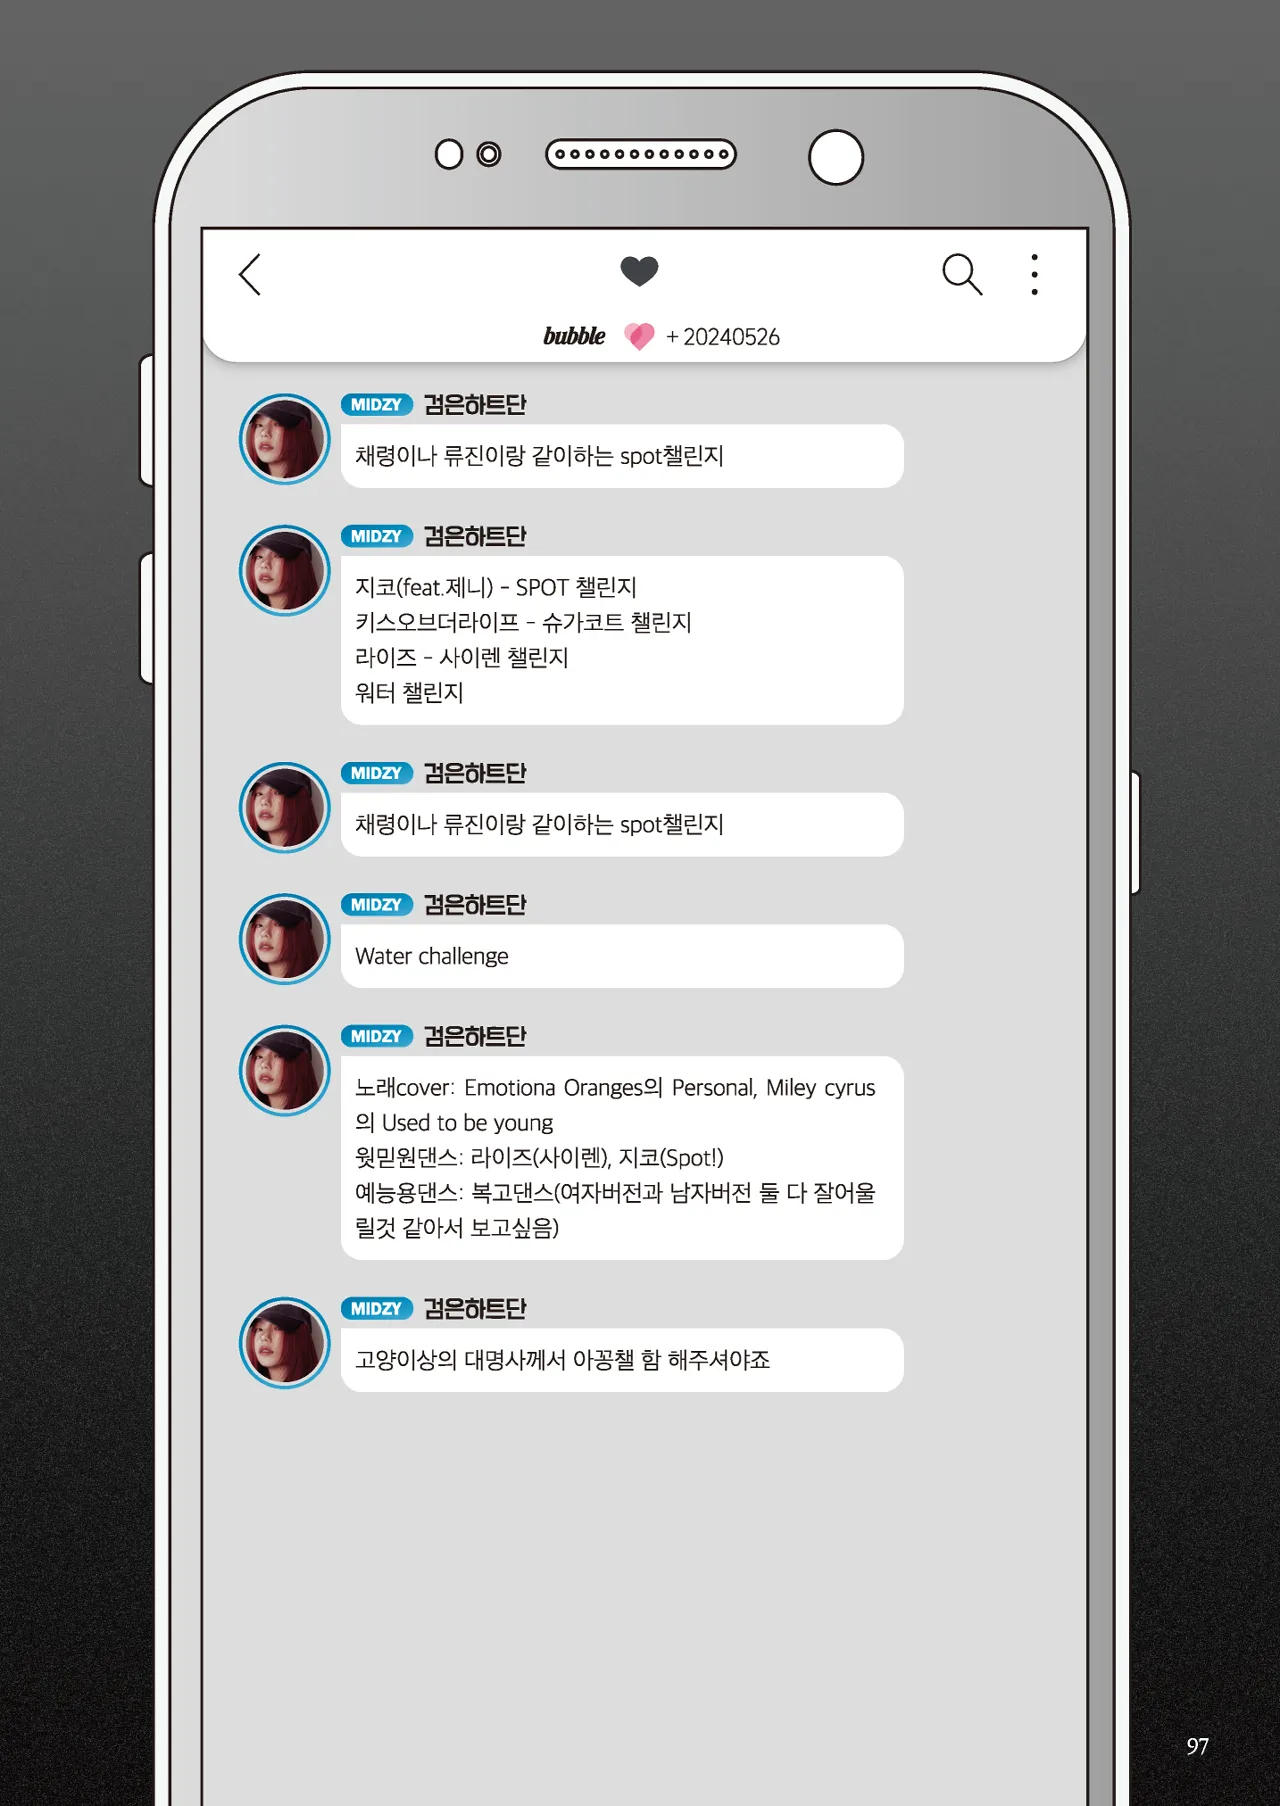 bubble + 20240526
MIDZY 검은하트단
채령이나 류진이랑 같이하는 spot챌린지
MIDZY 검은하트단
지코(feat.제니) - SPOT 챌린지
키스오브더라이프 - 슈가코트 챌린지
라이즈 - 사이렌 챌린지
워터 챌린지
MIDZY 검은하트단
채령이나 류진이랑 같이하는 spot챌린지
MIDZY 검은하트단
Water challenge
MIDZY 검은하트단
노래cover: Emotiona Oranges의 Personal, Miley cyrus
의 Used to be young
윗믿원댄스: 라이즈(사이렌), 지코(Spot!)
예능용댄스: 복고댄스(여자버전과 남자버전 둘 다 잘어울
릴것 같아서 보고싶음)
MIDZY 검은하트단
고양이상의 대명사께서 아꽁챌 함 해주셔야죠
97